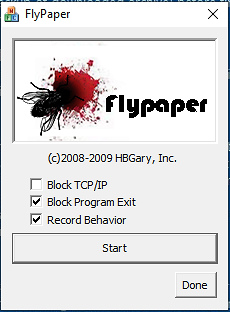 FlyPaper
Flypaper
(c)2008-2009 HBGary, Inc.
Block TCP/IP
Block Program Exit
Record Behavior
Start
Done